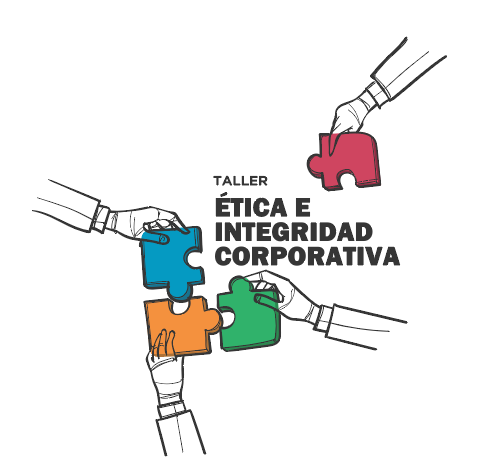 TALLER
ÉTICA E
INTEGRIDAD
CORPORATIVA